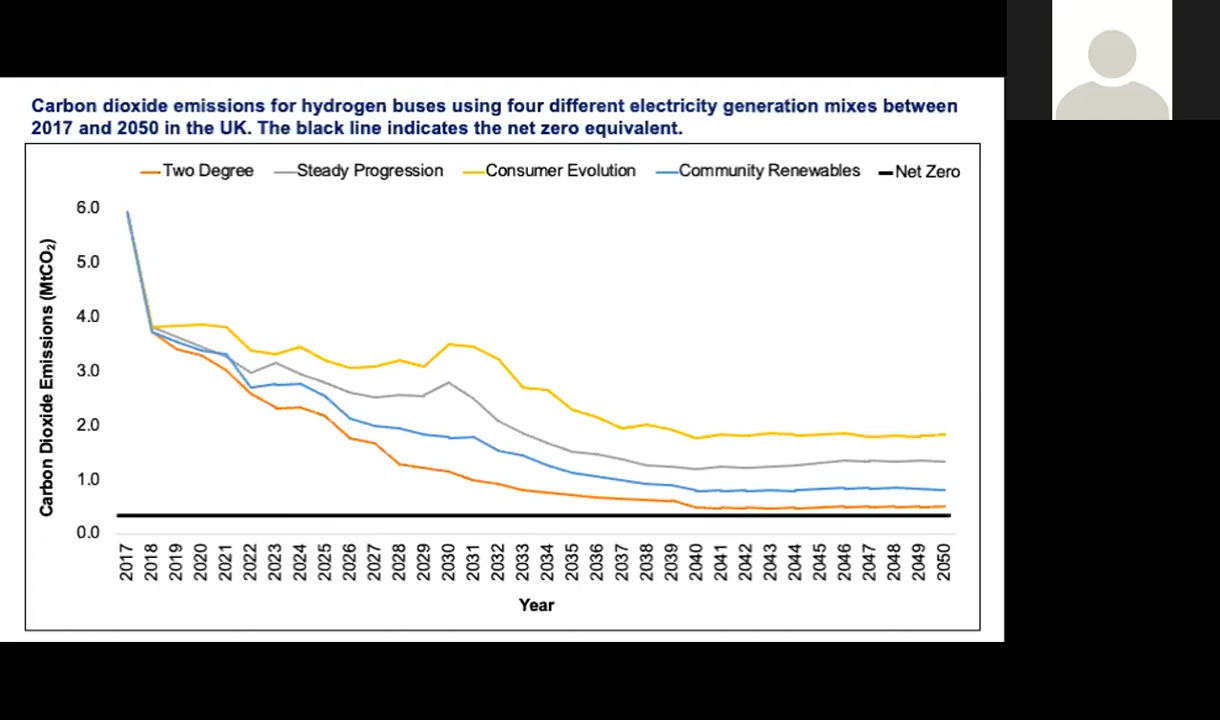 Carbon dioxide emissions for hydrogen buses using four different electricity generation mixes between
2017 and 2050 in the UK. The black line indicates the net zero equivalent.
Two Degree Steady Progression Consumer Evolution Community Renewables Net Zero
Carbon Dioxide Emissions (MtCO₂)
6.0
5.0
4.0
3.0
2.0
1.0
0.0
2017 2018 2019 2020 2021 2022 2023 2024 2025 2026 2027 2028 2029 2030 2031 2032 2033 2034 2035 2036 2037 2038 2039 2040 2041 2042 2043 2044 2045 2046 2047 2048 2049 2050
Year